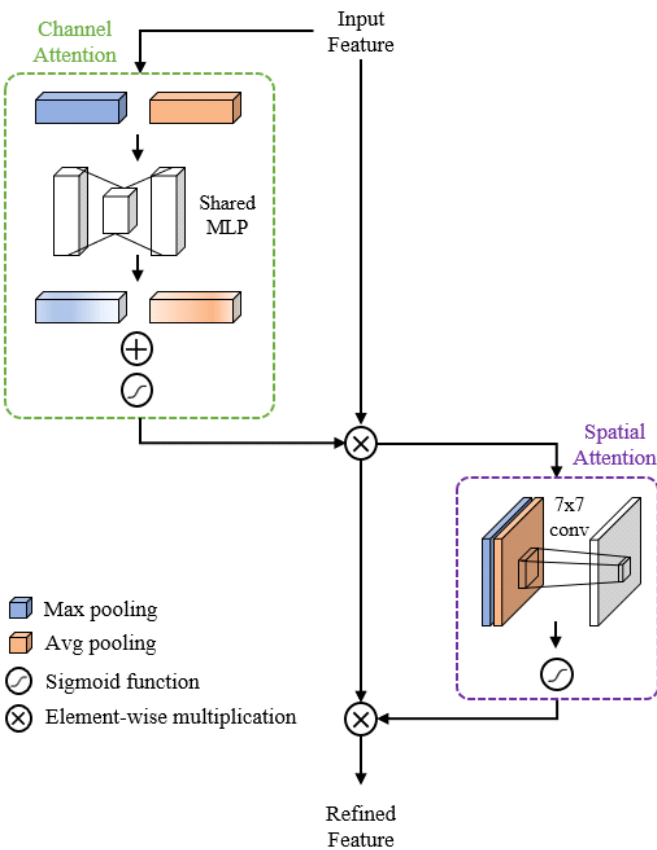 Channel
Attention
Input
Feature
Shared
MLP
Spatial
Attention
7x7
conv
Max pooling
Avg pooling
Sigmoid function
Element-wise multiplication
Refined
Feature